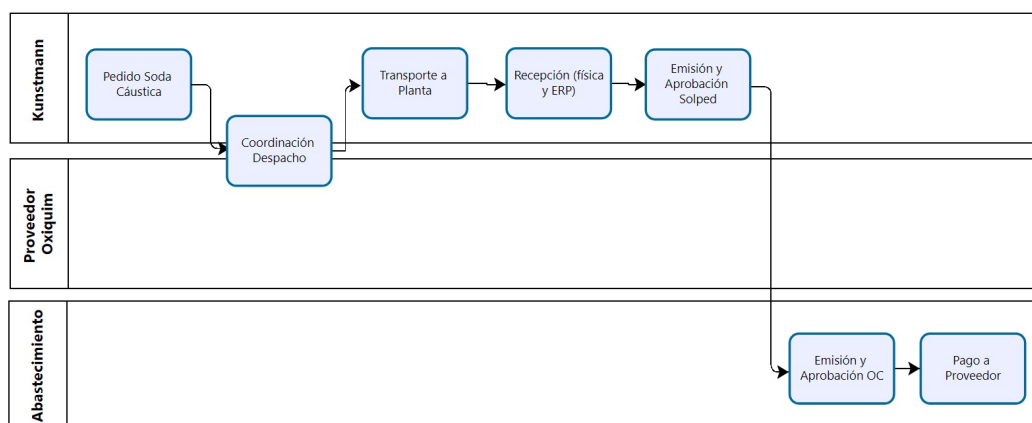 Kunstmann
Pedido Soda
Cáustica
Coordinación
Despacho
Transporte a
Planta
Recepción (física
y ERP)
Emisión y
Aprobación
Solped
Proveedor
Oxiquim
Abastecimiento
Emisión y
Aprobación OC
Pago a
Proveedor